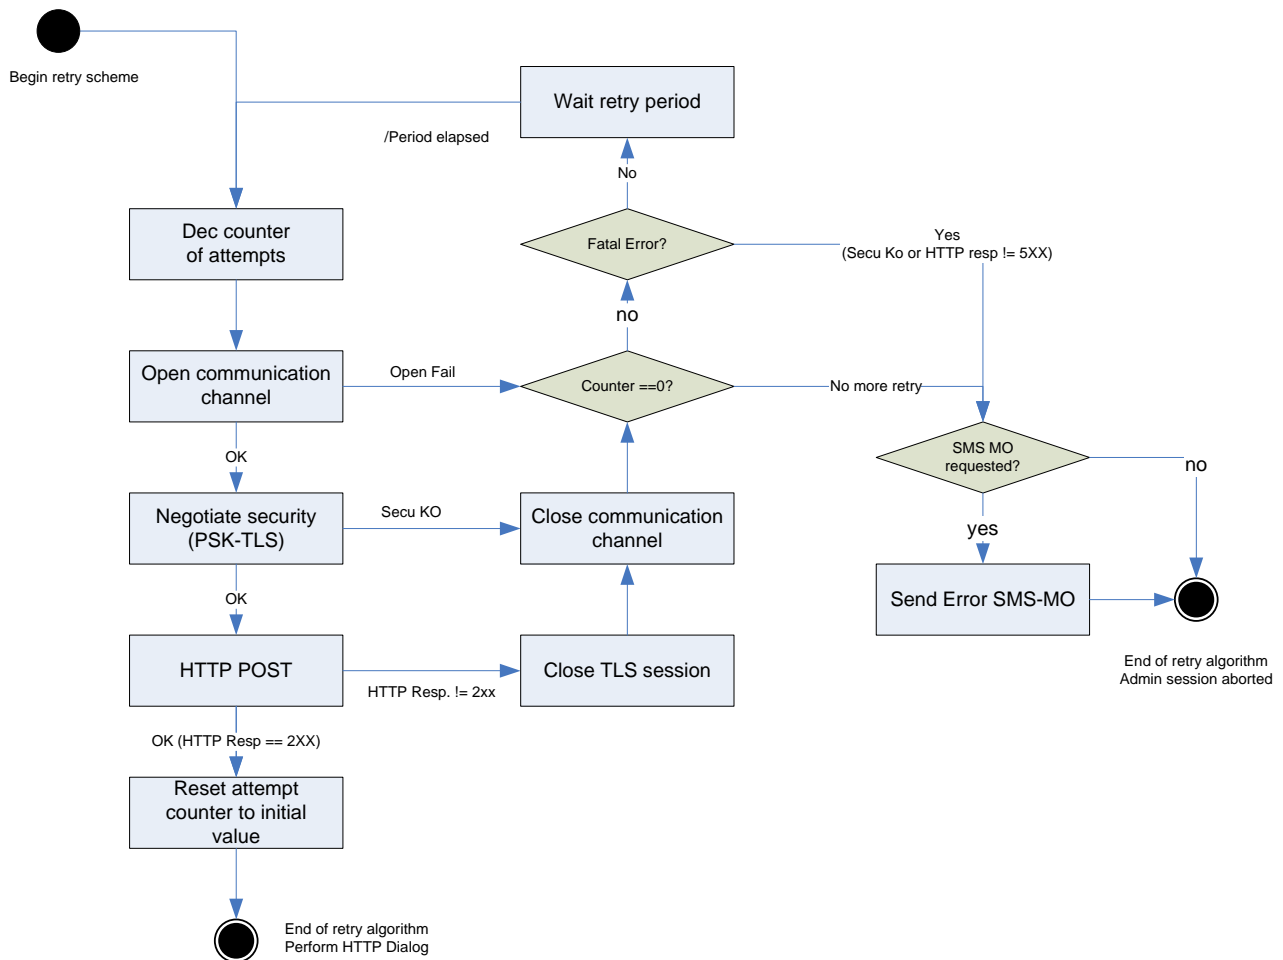 Begin retry scheme
Wait retry period
/Period elapsed
No
Dec counter
of attempts
Fatal Error?
Yes
(Secu Ko or HTTP resp != 5XX)
no
Open communication
channel
Open Fail
Counter ==0?
No more retry
SMS MO
requested?
no
OK
Negotiate security
(PSK-TLS)
Secu KO
Close communication
channel
yes
Send Error SMS-MO
OK
HTTP POST
HTTP Resp. != 2xx
Close TLS session
End of retry algorithm
Admin session aborted
OK (HTTP Resp == 2XX)
Reset attempt
counter to initial
value
End of retry algorithm
Perform HTTP Dialog